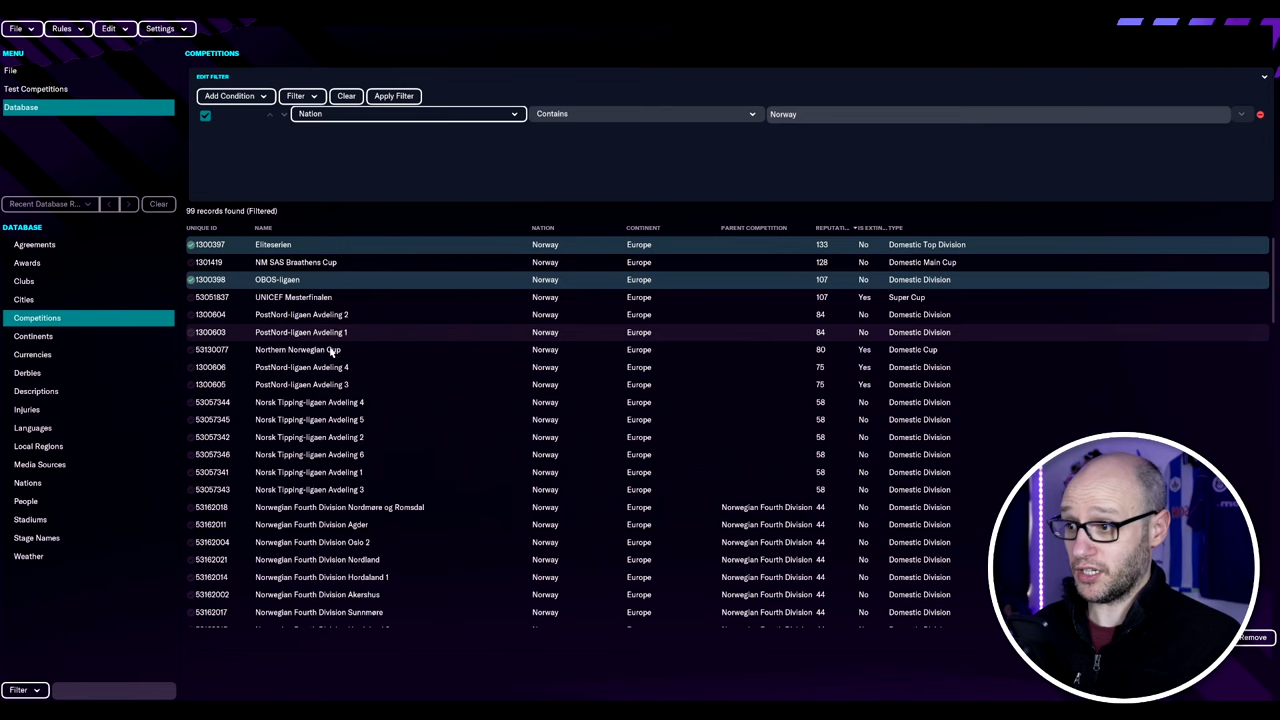 File Rules Edit Settings
MENU
File
Test Competitions
Database
Recent Database R... Clear
DATABASE
Agreements
Awards
Clubs
Cities
Competitions
Continents
Currencies
Derbies
Descriptions
Injuries
Languages
Local Regions
Media Sources
Nations
People
Stadiums
Stage Names
Weather
Filter
COMPETITIONS
EDIT FILTER
Add Condition Filter Clear Apply Filter
Nation Contains Norway
99 records found (Filtered)
UNIQUE ID NAME NATION CONTINENT PARENT COMPETITION REPUTATI... IS EXTIN... TYPE
1300397 Eliteserien Norway Europe 133 No Domestic Top Division
1301419 NM SAS Braathens Cup Norway Europe 128 No Domestic Main Cup
1300398 OBOS-ligaen Norway Europe 107 No Domestic Division
53051837 UNICEF Mesterfinalen Norway Europe 107 Yes Super Cup
1300604 PostNord-ligaen Avdeling 2 Norway Europe 84 No Domestic Division
1300603 PostNord-ligaen Avdeling 1 Norway Europe 84 No Domestic Division
53130077 Northern Norwegian Cup Norway Europe 80 Yes Domestic Cup
1300606 PostNord-ligaen Avdeling 4 Norway Europe 75 Yes Domestic Division
1300605 PostNord-ligaen Avdeling 3 Norway Europe 75 Yes Domestic Division
53057344 Norsk Tipping-ligaen Avdeling 4 Norway Europe 58 No Domestic Division
53057345 Norsk Tipping-ligaen Avdeling 5 Norway Europe 58 No Domestic Division
53057342 Norsk Tipping-ligaen Avdeling 2 Norway Europe 58 No Domestic Division
53057346 Norsk Tipping-ligaen Avdeling 6 Norway Europe 58 No Domestic Division
53057341 Norsk Tipping-ligaen Avdeling 1 Norway Europe 58 No Domestic Division
53057343 Norsk Tipping-ligaen Avdeling 3 Norway Europe 58 No Domestic Division
53162018 Norwegian Fourth Division Nordmøre og Romsdal Norway Europe Norwegian Fourth Division 44 No Domestic Division
53162011 Norwegian Fourth Division Agder Norway Europe Norwegian Fourth Division 44 No Domestic Division
53162004 Norwegian Fourth Division Oslo 2 Norway Europe Norwegian Fourth Division 44 No Domestic Division
53162021 Norwegian Fourth Division Nordland Norway Europe Norwegian Fourth Division 44 No Domestic Division
53162014 Norwegian Fourth Division Hordaland 1 Norway Europe Norwegian Fourth Division 44 No Domestic Division
53162002 Norwegian Fourth Division Akershus Norway Europe Norwegian Fourth Division 44 No Domestic Division
53162017 Norwegian Fourth Division Sunnmøre Norway Europe Norwegian Fourth Division 44 No Domestic Division
Remove